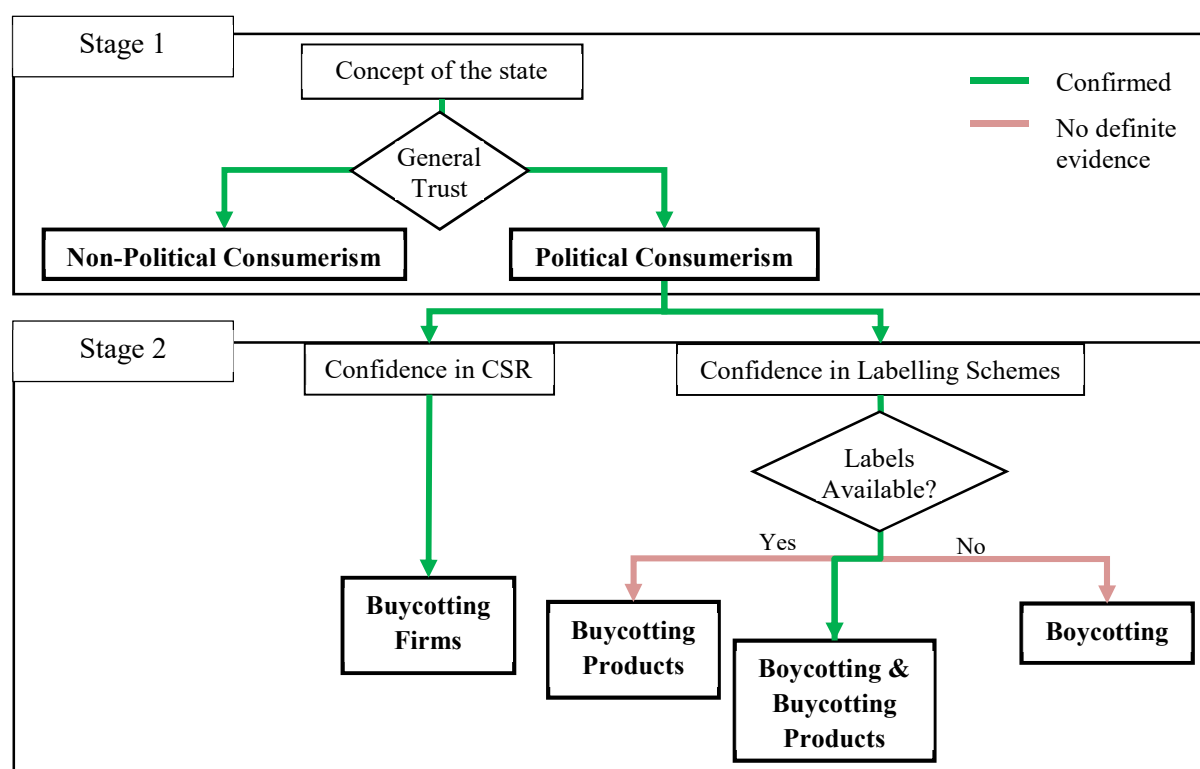 Stage 1
Concept of the state
Confirmed
No definite
evidence
General
Trust
Non-Political Consumerism
Political Consumerism
Stage 2
Confidence in CSR
Confidence in Labelling Schemes
Labels
Available?
Yes
No
Buycotting
Firms
Buycotting
Products
Boycotting &
Buycotting
Products
Boycotting